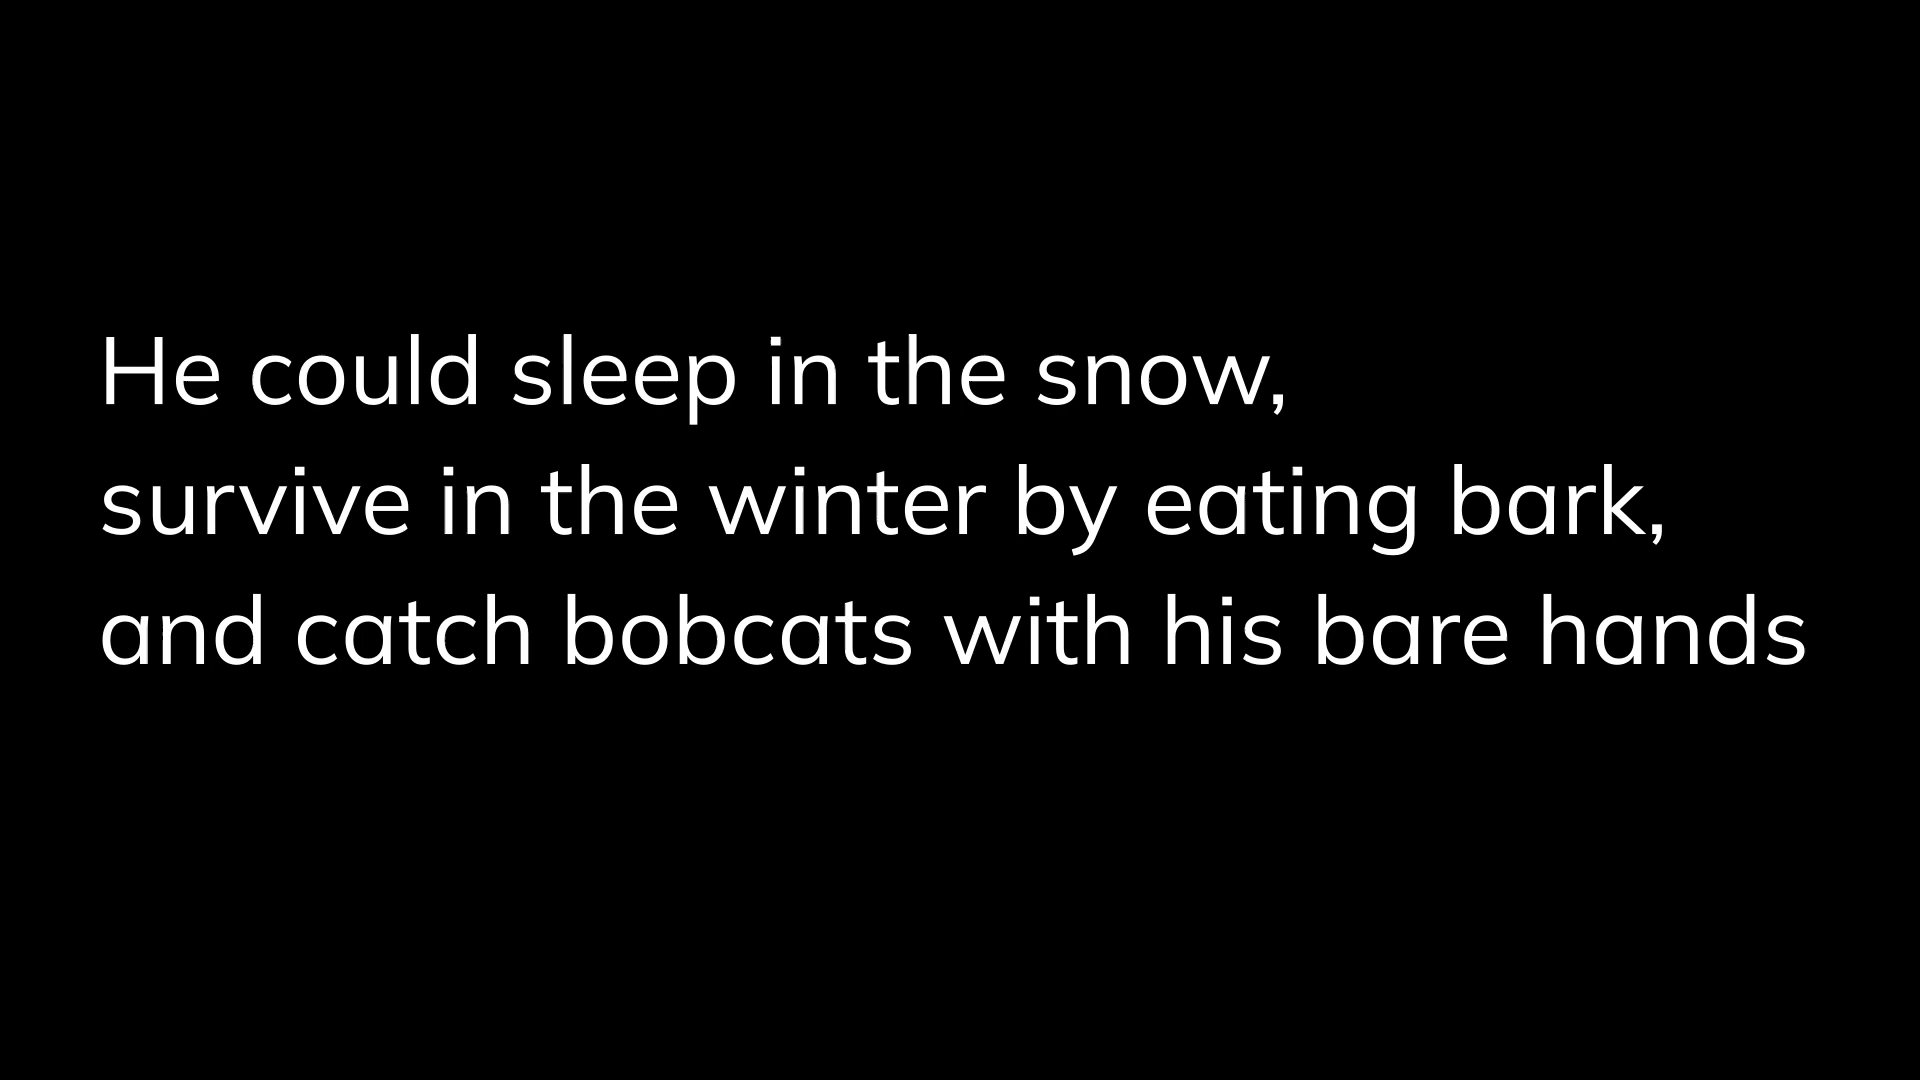 He could sleep in the snow,
survive in the winter by eating bark,
and catch bobcats with his bare hands